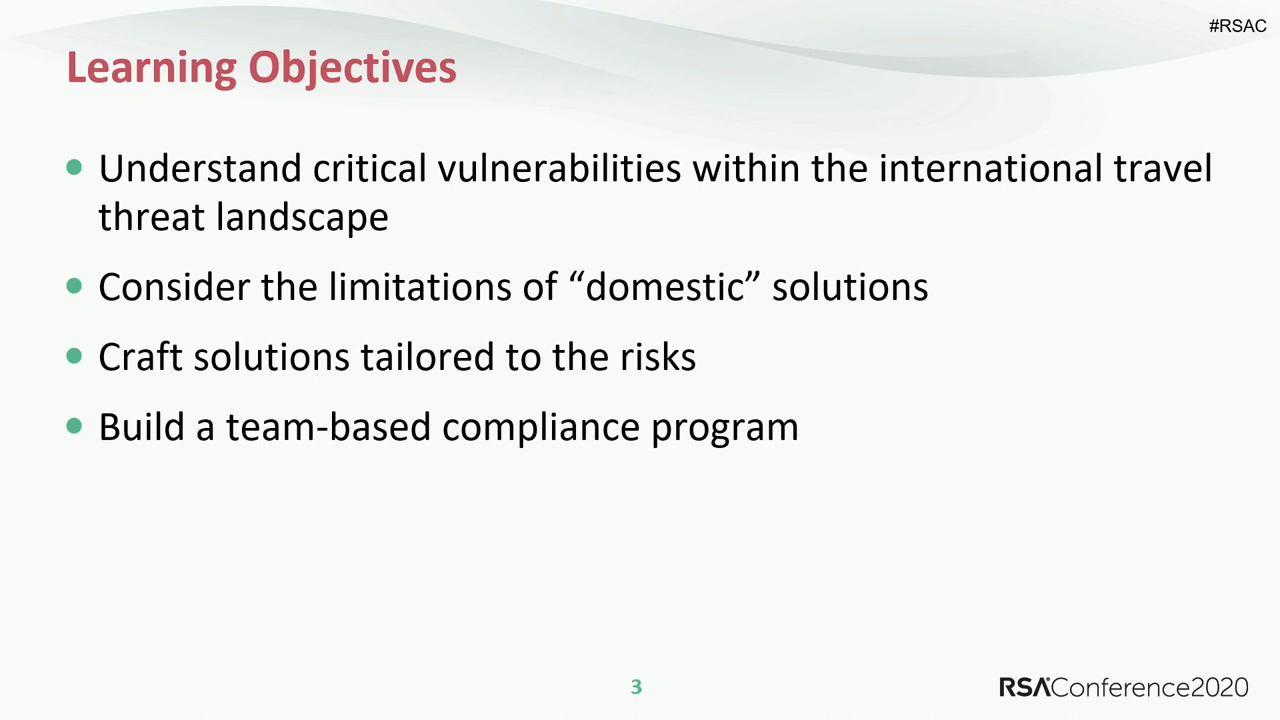 #RSAC
Learning Objectives
• Understand critical vulnerabilities within the international travel
threat landscape
• Consider the limitations of “domestic” solutions
• Craft solutions tailored to the risks
• Build a team-based compliance program
3
RSAConference2020